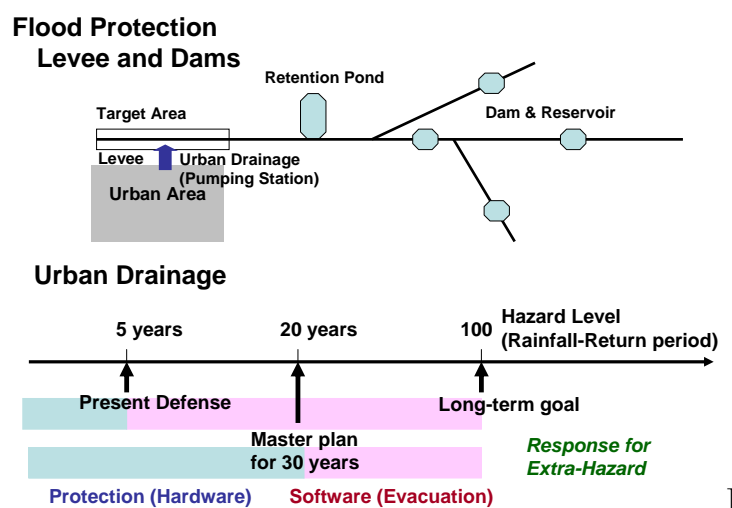 Flood Protection
Levee and Dams
Retention Pond
Target Area
Dam & Reservoir
Levee
Urban Drainage
(Pumping Station)
Urban Area
Urban Drainage
5 years
20 years
100
Hazard Level
(Rainfall-Return period)
Present Defense
Long-term goal
Master plan
for 30 years
Response for
Extra-Hazard
Protection (Hardware)
Software (Evacuation)